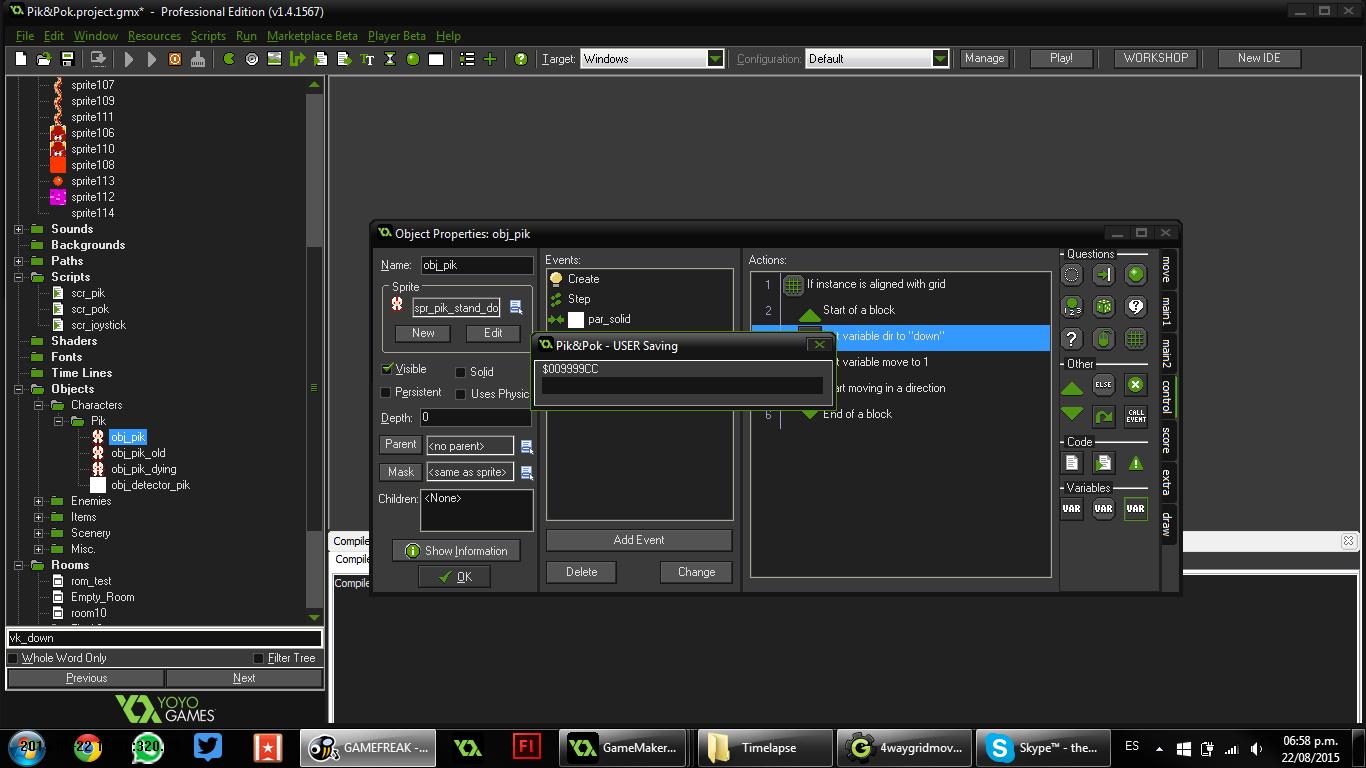 Pik&Pok.project.gmx* - Professional Edition (v1.4.1567)
File Edit Window Resources Scripts Run Marketplace Beta Player Beta Help
Target: Windows Configuration: Default Manage Play! WORKSHOP New IDE
sprite107
sprite109
sprite111
sprite106
sprite110
sprite108
sprite113
sprite112
sprite114
Sounds
Backgrounds
Paths
Scripts
scr_pik
scr_pok
scr_joystick
Shaders
Fonts
Time Lines
Objects
Characters
Pik
obj_pik
obj_pik_old
obj_pik_dying
obj_detector_pik
Enemies
Items
Scenery
Misc.
Rooms
rom_test
Empty_Room
room10
vk_down
Whole Word Only Filter Tree
Previous Next
YOYO
GAMES
Object Properties: obj_pik
Name: obj_pik
Sprite
spr_pik_stand_do
New Edit
Visible Solid
Persistent Uses Physic
Depth: 0
Parent <no parent>
Mask <same as sprite>
Children: <None>
Show Information
OK
Events:
Create
Step
par_solid
Add Event
Delete Change
Actions:
1 If instance is aligned with grid
2 Start of a block
t variable dir to "down"
t variable move to 1
art moving in a direction
6 End of a block
Pik&Pok - USER Saving
$009999CC
Questions
Other
ELSE
CALL
EVENT
Code
Variables
VAR VAR VAR
move
main1
main2
control
score
extra
draw
Compile
Compile
Compile
GAMEFREAK -...
Fl
GameMaker...
Timelapse
4waygridmov...
Skype™ - the...
ES
06:58 p.m.
22/08/2015